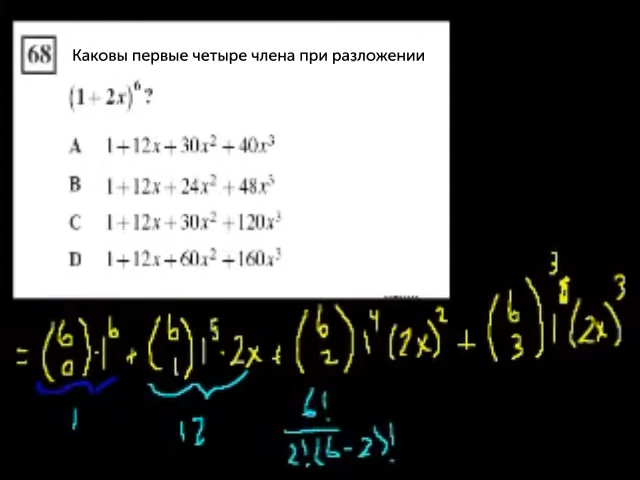 68 Каковы первые четыре члена при разложении
(1 + 2x)⁶?
A 1+12x+30x²+40x³
B 1+12x+24x²+48x³
C 1+12x+30x²+120x³
D 1+12x+60x²+160x³
= (6 0)·1⁶ + (6 1)1⁵·2x + (6 2)1⁴(2x)² + (6 3)1³(2x)³
1 12 6!
2!(6-2)!